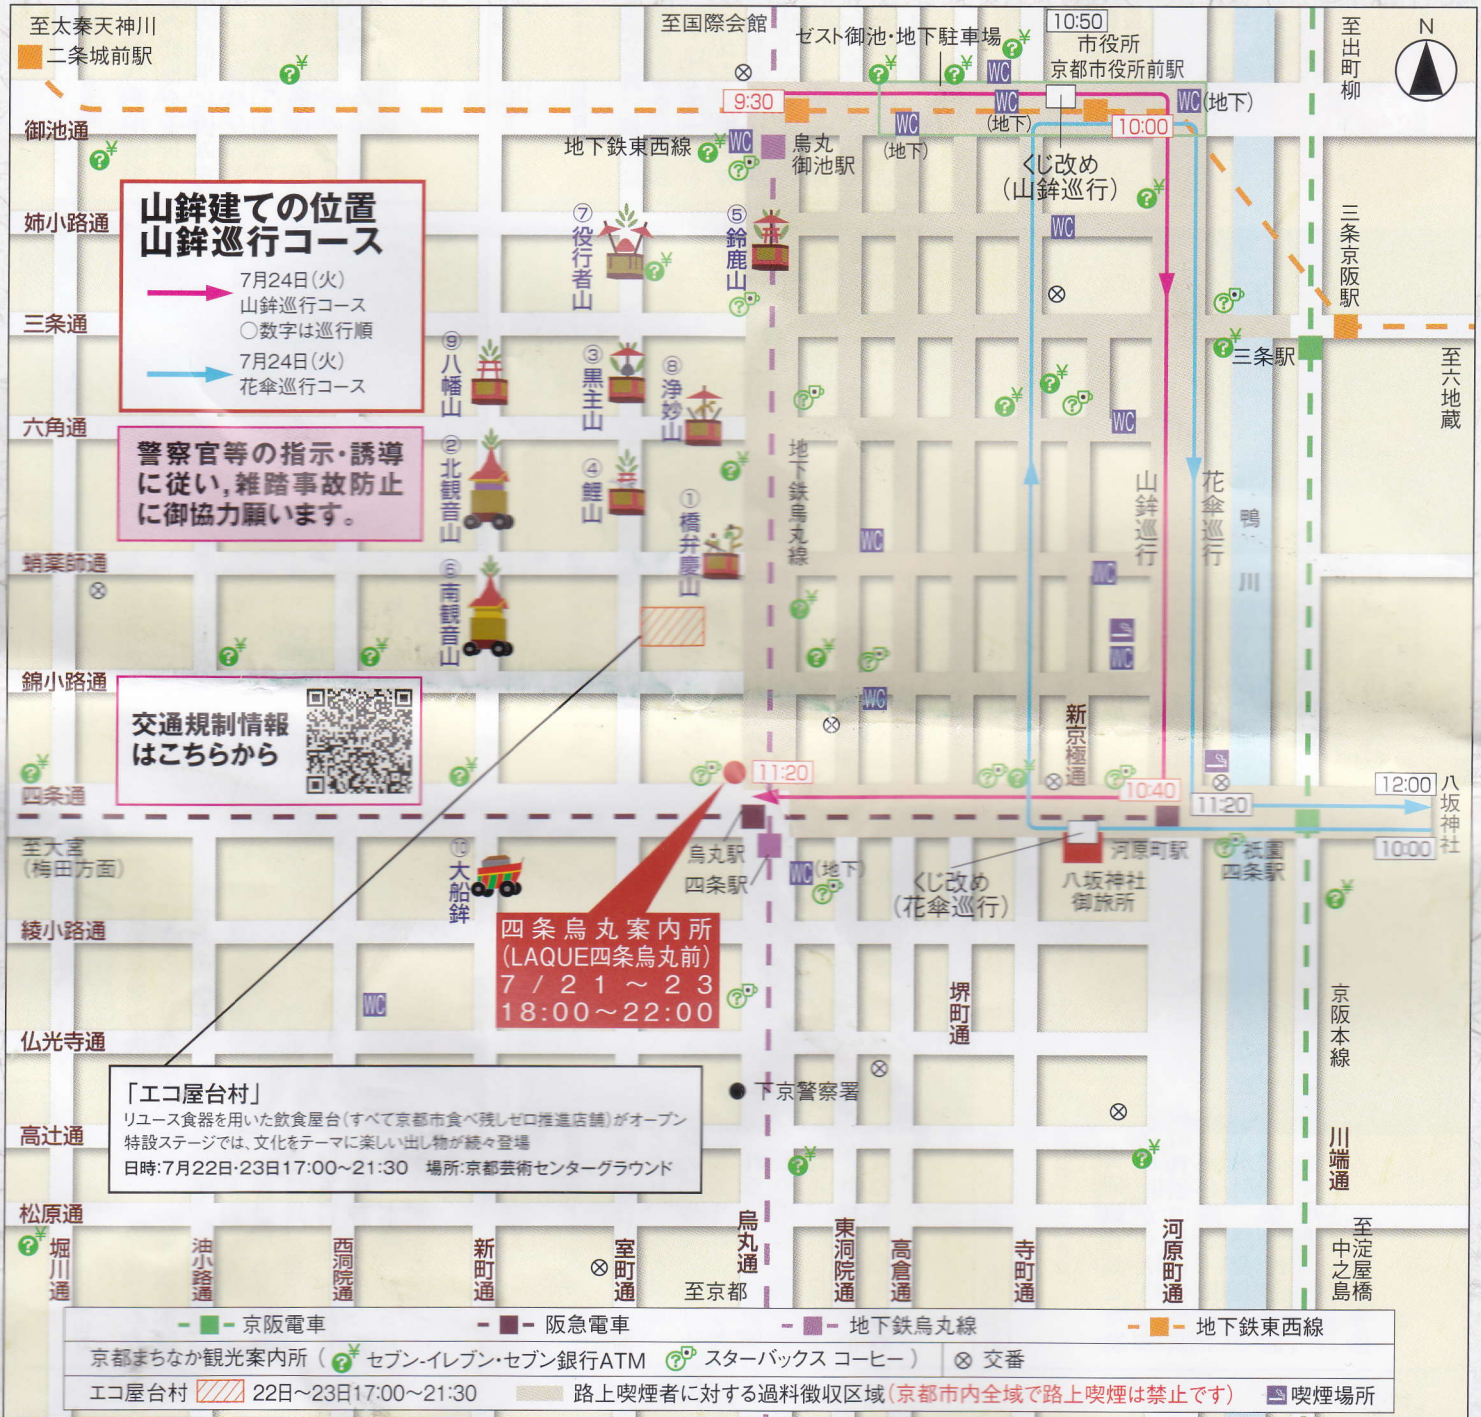 至太秦天神川
二条城前駅
至国際会館
ゼスト御池・地下駐車場
10:50
市役所
京都市役所前駅
至出町柳
N
9:30
10:00
WC
WC
(地下)
WC
(地下)
WC(地下)
御池通
地下鉄東西線
WC
烏丸
御池駅
くじ改め
(山鉾巡行)
山鉾建ての位置
山鉾巡行コース
7月24日(火)
山鉾巡行コース
○数字は巡行順
7月24日(火)
花傘巡行コース
姉小路通
⑦役行者山
⑤鈴鹿山
WC
三条京阪駅
三条通
三条駅
至六地蔵
⑨八幡山
③黒主山
⑧浄妙山
六角通
WC
警察官等の指示・誘導
に従い,雑踏事故防止
に御協力願います。
②北観音山
④鯉山
①橋弁慶山
地下鉄烏丸線
山鉾巡行
花傘巡行
鴨川
WC
蛸薬師通
⑥南観音山
WC
WC
錦小路通
WC
交通規制情報
はこちらから
新京極通
四条通
11:20
10:40
11:20
12:00
10:00
八坂神社
至大宮
(梅田方面)
⑩大船鉾
烏丸駅
四条駅
WC(地下)
くじ改め
(花傘巡行)
河原町駅
八坂神社
御旅所
祇園
四条駅
綾小路通
四条烏丸案内所
(LAQUE四条烏丸前)
7/21~23
18:00~22:00
WC
堺町通
京阪本線
仏光寺通
「エコ屋台村」
リユース食器を用いた飲食屋台(すべて京都市食べ残しゼロ推進店舗)がオープン
特設ステージでは、文化をテーマに楽しい出し物が続々登場
日時:7月22日・23日17:00~21:30 場所:京都芸術センターグラウンド
下京警察署
高辻通
川端通
松原通
堀川通
油小路通
西洞院通
新町通
室町通
烏丸通
至京都
東洞院通
高倉通
寺町通
河原町通
至淀屋橋
中之島
京阪電車
阪急電車
地下鉄烏丸線
地下鉄東西線
京都まちなか観光案内所(セブン-イレブン・セブン銀行ATM スターバックス コーヒー) 交番
エコ屋台村 22日~23日17:00~21:30 路上喫煙者に対する過料徴収区域(京都市内全域で路上喫煙は禁止です) 喫煙場所